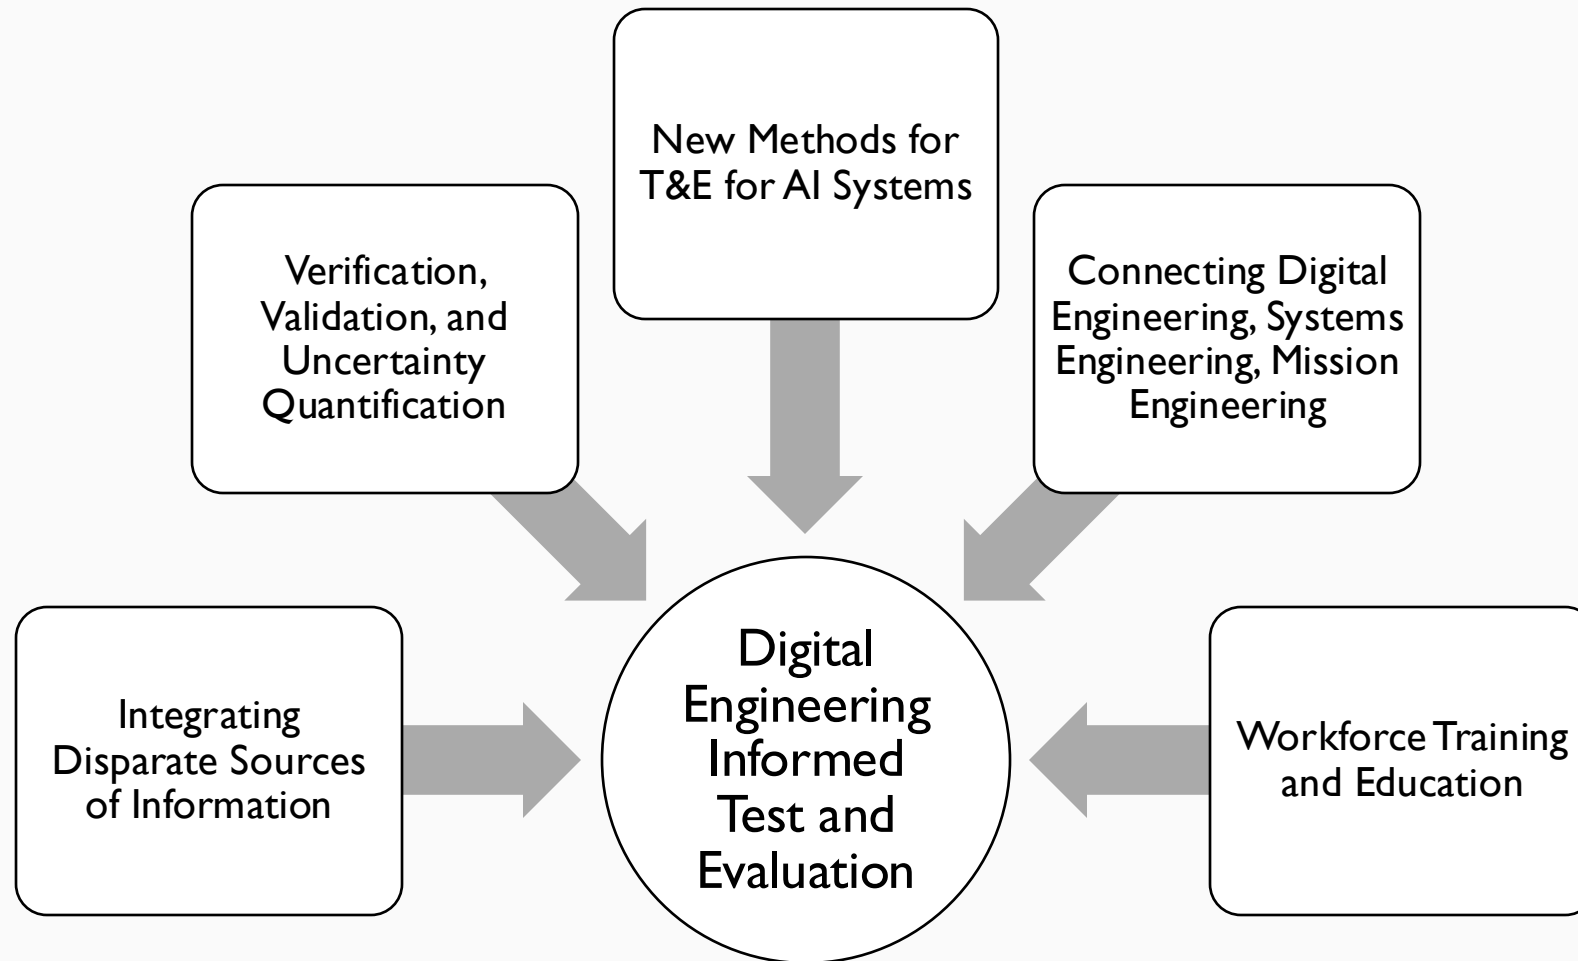 New Methods for
T&E for AI Systems
Verification,
Validation, and
Uncertainty
Quantification
Connecting Digital
Engineering, Systems
Engineering, Mission
Engineering
Integrating
Disparate Sources
of Information
Digital
Engineering
Informed
Test and
Evaluation
Workforce Training
and Education